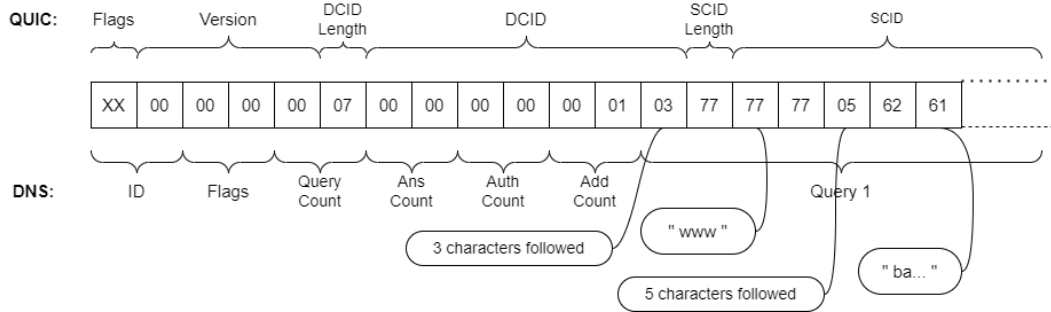 QUIC: Flags Version DCID Length DCID SCID Length SCID
XX 00 00 00 00 07 00 00 00 00 00 01 03 77 77 77 05 62 61
DNS: ID Flags Query Count Ans Count Auth Count Add Count Query 1
3 characters followed
" www "
5 characters followed
" ba... "